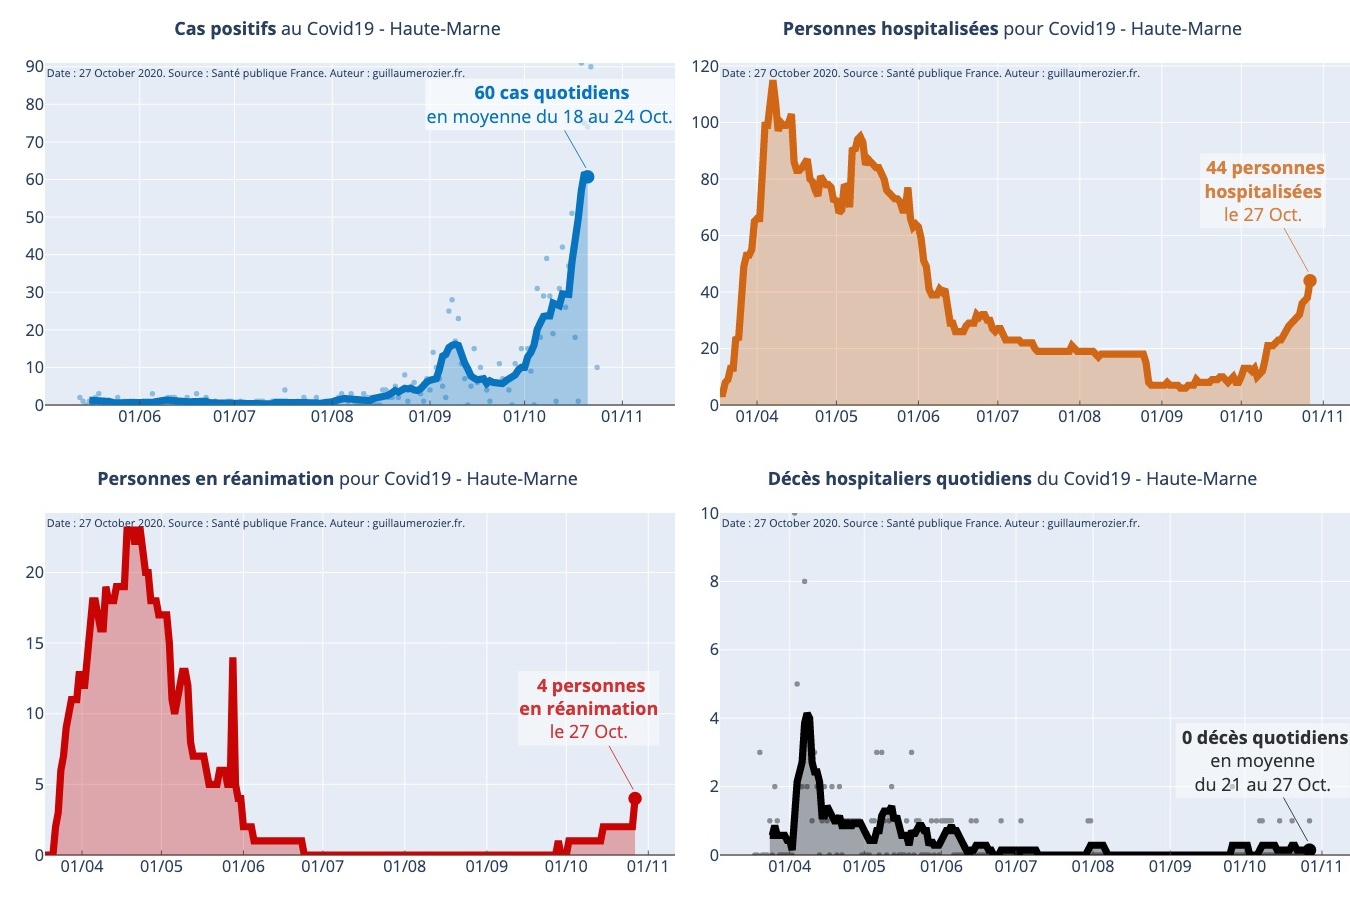 Cas positifs au Covid19 - Haute-Marne
Date : 27 October 2020. Source : Santé publique France. Auteur : guillaumerozier.fr.
60 cas quotidiens
en moyenne du 18 au 24 Oct.
90
80
70
60
50
40
30
20
10
0
01/06 01/07 01/08 01/09 01/10 01/11
Personnes hospitalisées pour Covid19 - Haute-Marne
Date : 27 October 2020. Source : Santé publique France. Auteur : guillaumerozier.fr.
44 personnes
hospitalisées
le 27 Oct.
120
100
80
60
40
20
0
01/04 01/05 01/06 01/07 01/08 01/09 01/10 01/11
Personnes en réanimation pour Covid19 - Haute-Marne
Date : 27 October 2020. Source : Santé publique France. Auteur : guillaumerozier.fr.
4 personnes
en réanimation
le 27 Oct.
20
15
10
5
0
01/04 01/05 01/06 01/07 01/08 01/09 01/10 01/11
Décès hospitaliers quotidiens du Covid19 - Haute-Marne
Date : 27 October 2020. Source : Santé publique France. Auteur : guillaumerozier.fr.
0 décès quotidiens
en moyenne
du 21 au 27 Oct.
10
8
6
4
2
0
01/04 01/05 01/06 01/07 01/08 01/09 01/10 01/11